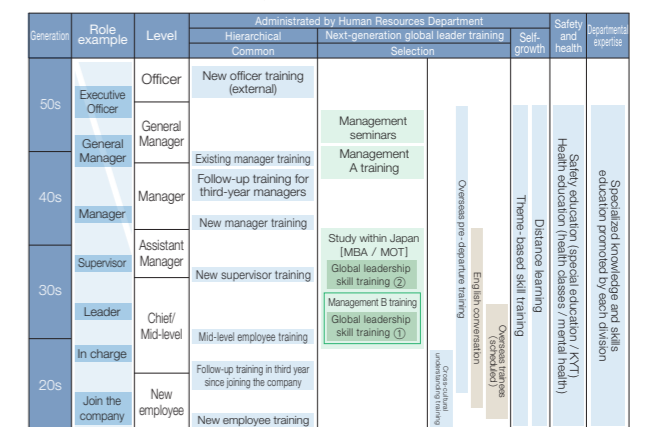 Generation
Role
example
Level
Administrated by Human Resources Department
Hierarchical
Next-generation global leader training
Self-
growth
Common
Selection
Safety
and
health
Departmental
expertise
50s
40s
30s
20s
Executive
Officer
General
Manager
Manager
Supervisor
Leader
In charge
Join the
company
Officer
General
Manager
Manager
Assistant
Manager
Chief/
Mid-level
New
employee
New officer training
(external)
Existing manager training
Follow-up training for
third-year managers
New manager training
New supervisor training
Mid-level employee training
Follow-up training in third year
since joining the company
New employee training
Management
seminars
Management
A training
Study within Japan
[MBA / MOT]
Global leadership
skill training ②
Management B training
Global leadership
skill training ①
Cross-cultural
understanding training
Overseas pre-departure training
English conversation
Overseas trainees
(scheduled)
Theme-based skill training
Distance learning
Safety education (special education / KYT)
Health education (health classes / mental health)
Specialized knowledge and skills
education promoted by each division